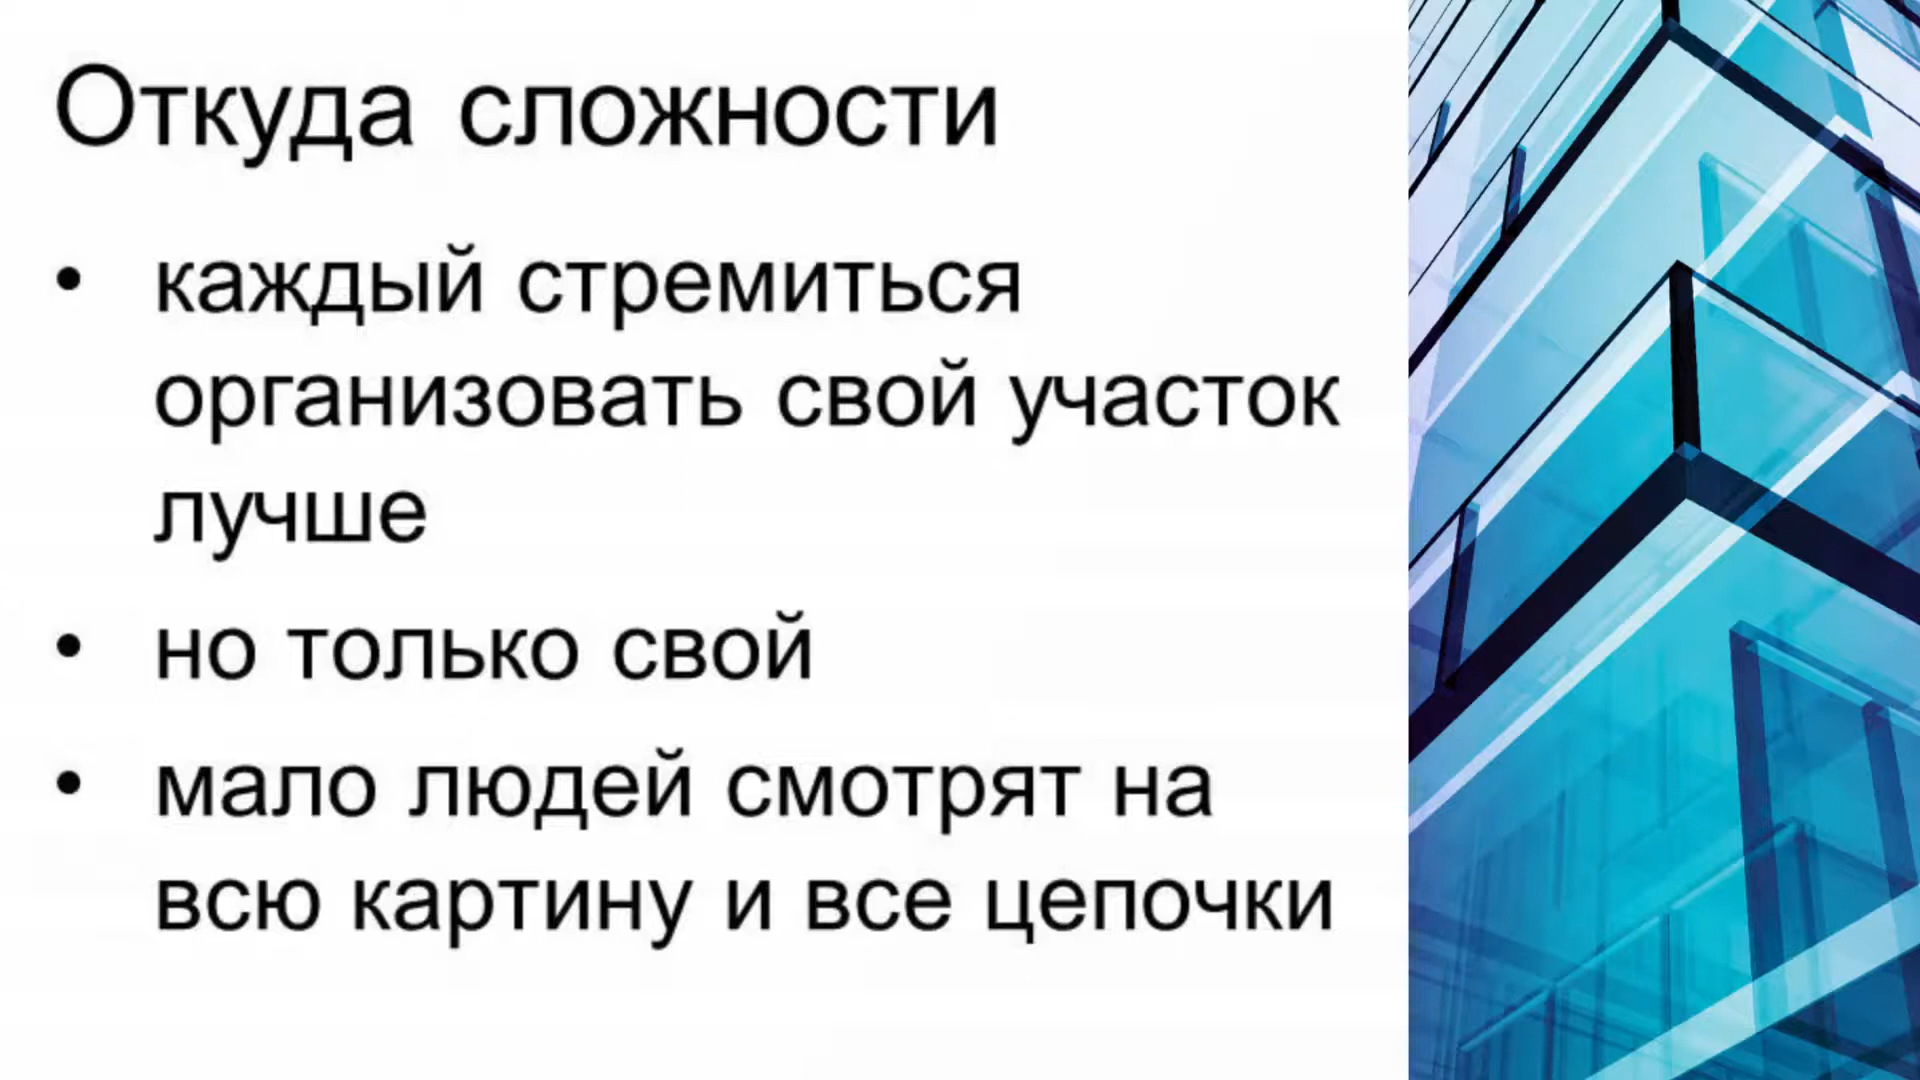 Откуда сложности
• каждый стремиться
организовать свой участок
лучше
• но только свой
• мало людей смотрят на
всю картину и все цепочки